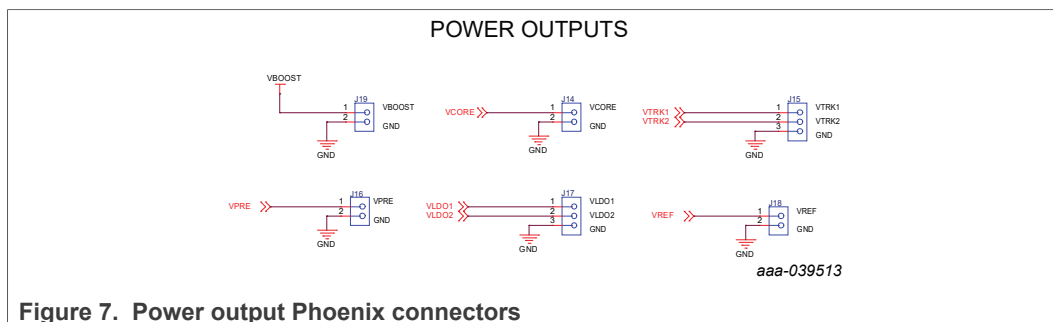 POWER OUTPUTS
VBOOST
J19
1 VBOOST
2 GND
GND
VCORE
J14
1 VCORE
2 GND
GND
VTRK1
VTRK2
J15
1 VTRK1
2 VTRK2
3 GND
GND
VPRE
J16
1 VPRE
2 GND
GND
VLDO1
VLDO2
J17
1 VLDO1
2 VLDO2
3 GND
GND
VREF
J18
1 VREF
2 GND
GND
aaa-039513
Figure 7. Power output Phoenix connectors